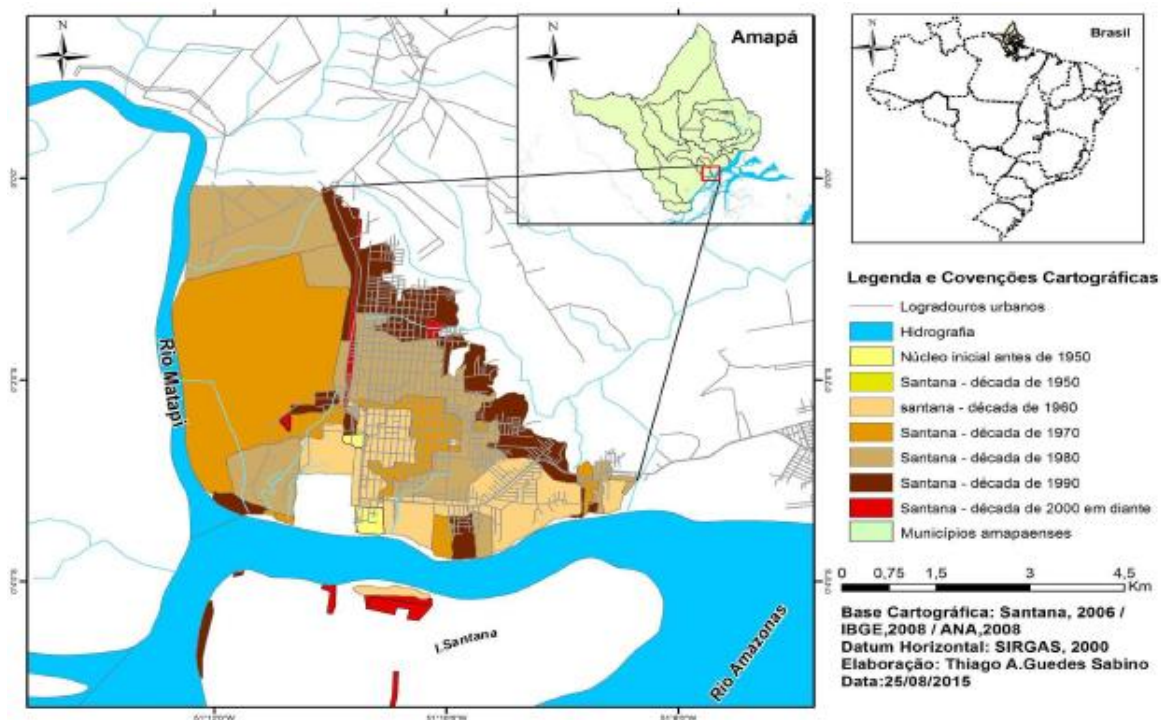 N
N
Amapá
N
Brasil
Rio Matapi
I.Santana
Rio Amazonas
Legenda e Covenções Cartográficas
Logradouros urbanos
Hidrografia
Núcleo inicial antes de 1950
Santana - década de 1950
santana - década de 1960
Santana - década de 1970
Santana - década de 1980
Santana - década de 1990
Santana - década de 2000 em diante
Municípios amapaenses
0 0,75 1,5 3 4,5
Km
Base Cartográfica: Santana, 2006 /
IBGE,2008 / ANA,2008
Datum Horizontal: SIRGAS, 2000
Elaboração: Thiago A.Guedes Sabino
Data:25/08/2015